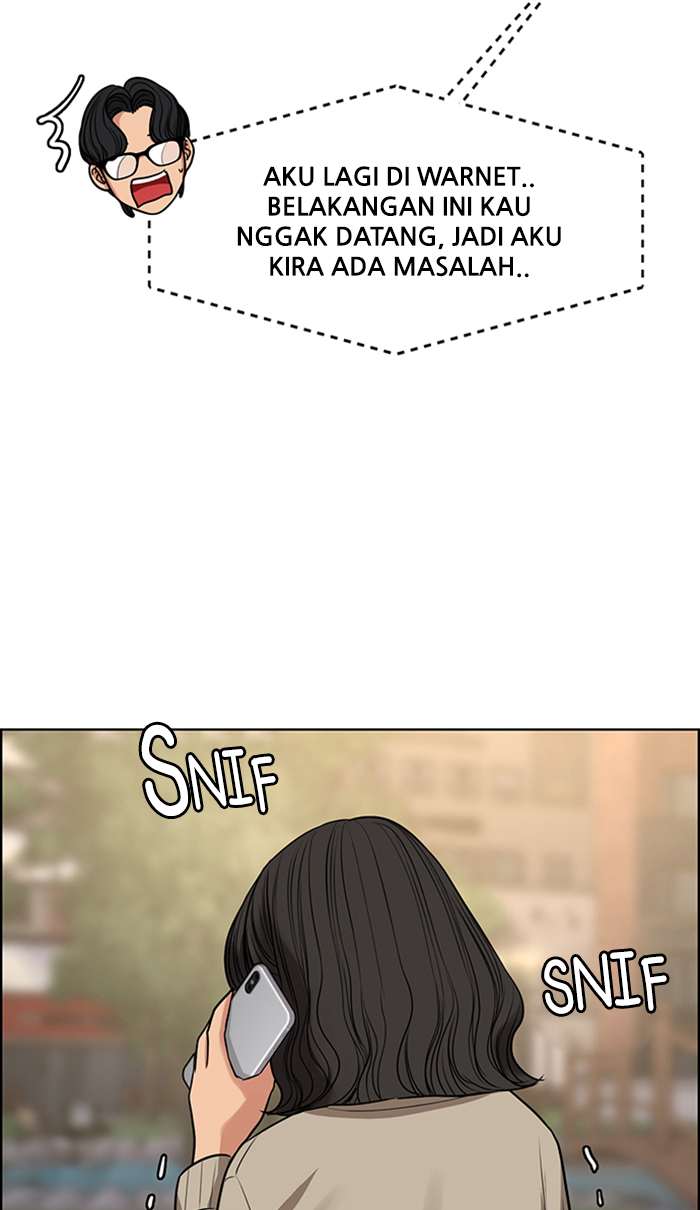 AKU LAGI DI WARNET..
BELAKANGAN INI KAU
NGGAK DATANG, JADI AKU
KIRA ADA MASALAH..
SNIF
SNIF